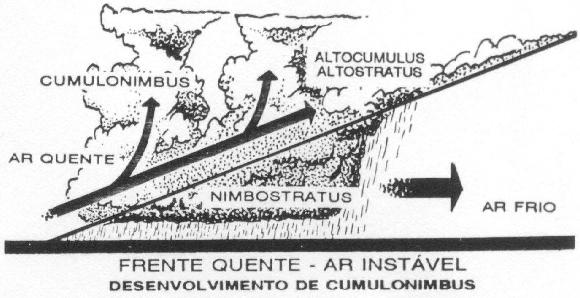 ALTOCUMULUS
ALTOSTRATUS
CUMULONIMBUS
AR QUENTE
NIMBOSTRATUS
AR FRIO
FRENTE QUENTE - AR INSTÁVEL
DESENVOLVIMENTO DE CUMULONIMBUS